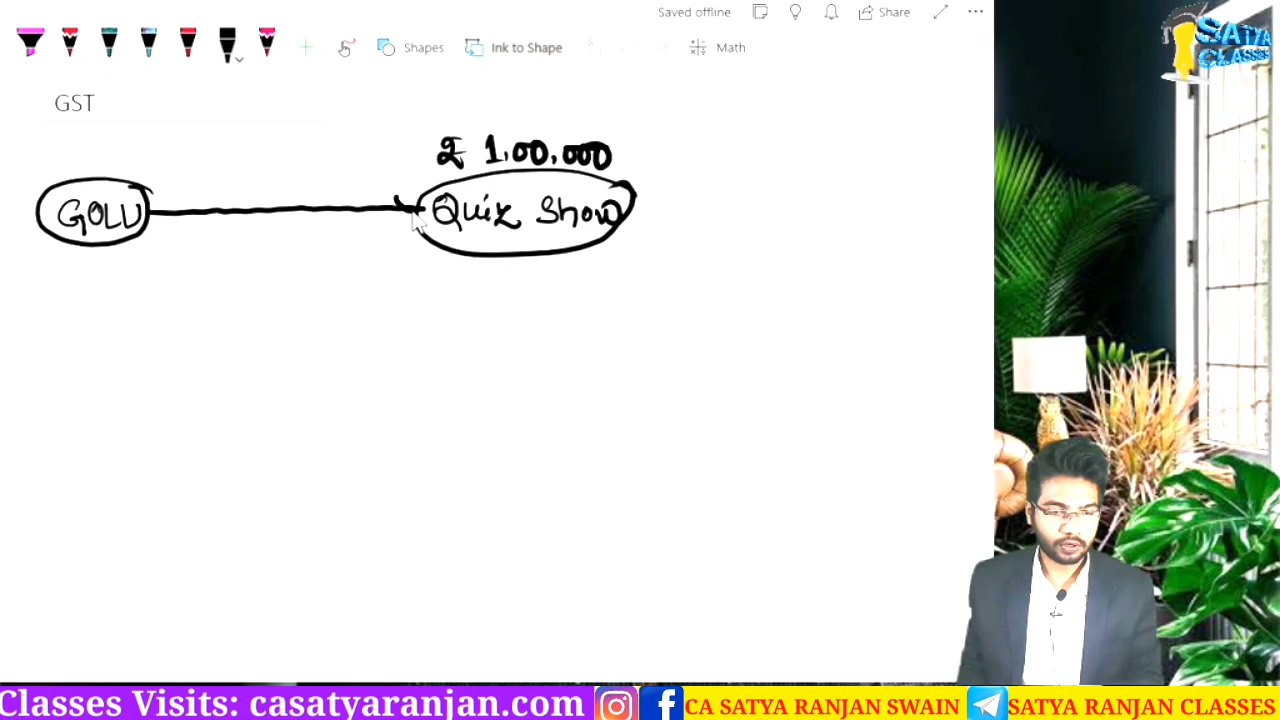 Saved offline
Share
Shapes
Ink to Shape
Math
SATYA
CLASSES
GST
₹ 1,00,000
GOLU
Quiz Show
Classes Visits: casatyaranjan.com
CA SATYA RANJAN SWAIN
SATYA RANJAN CLASSES